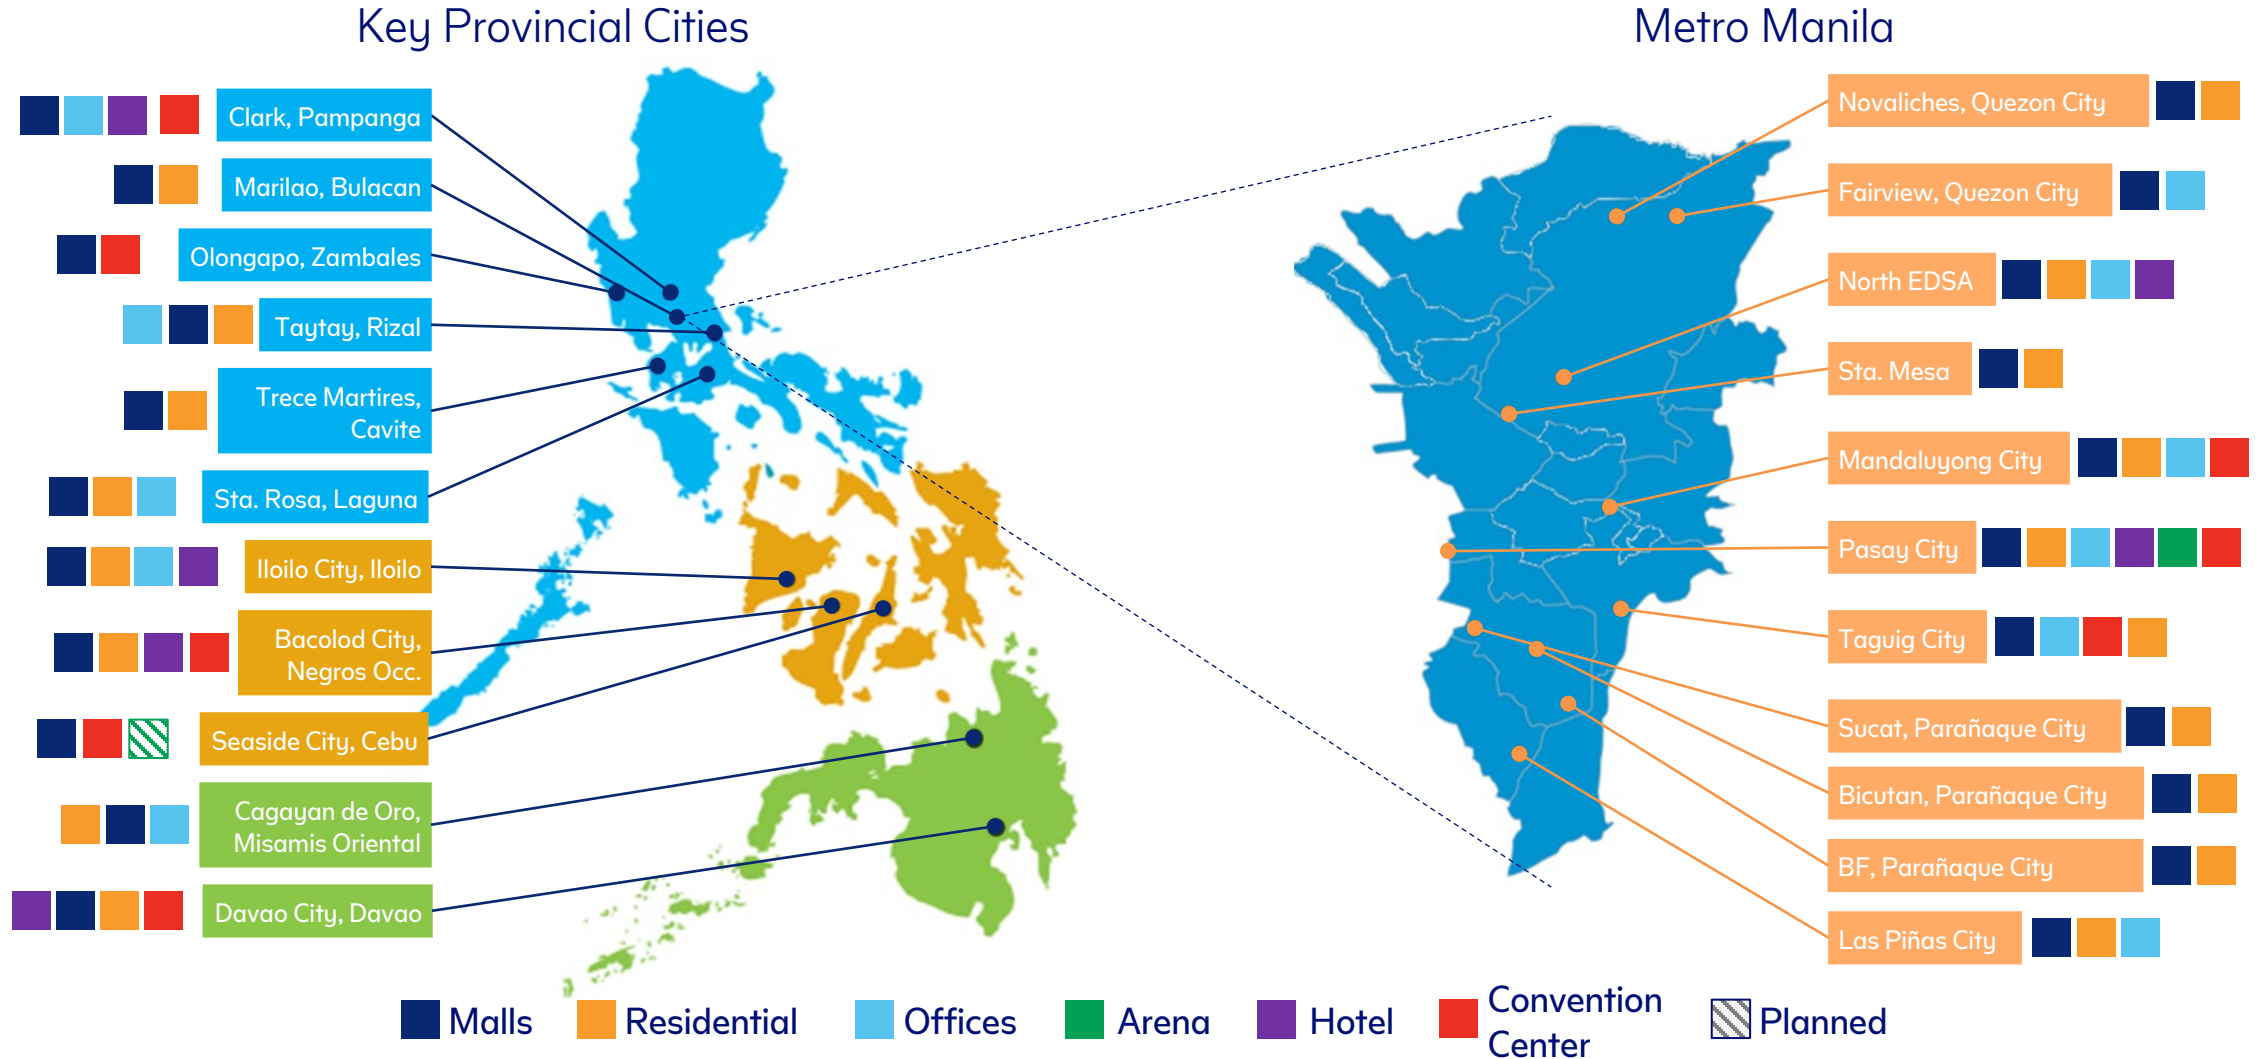 Key Provincial Cities
Metro Manila
Clark, Pampanga
Marilao, Bulacan
Olongapo, Zambales
Taytay, Rizal
Trece Martires,
Cavite
Sta. Rosa, Laguna
Iloilo City, Iloilo
Bacolod City,
Negros Occ.
Seaside City, Cebu
Cagayan de Oro,
Misamis Oriental
Davao City, Davao
Novaliches, Quezon City
Fairview, Quezon City
North EDSA
Sta. Mesa
Mandaluyong City
Pasay City
Taguig City
Sucat, Parañaque City
Bicutan, Parañaque City
BF, Parañaque City
Las Piñas City
Malls
Residential
Offices
Arena
Hotel
Convention
Center
Planned